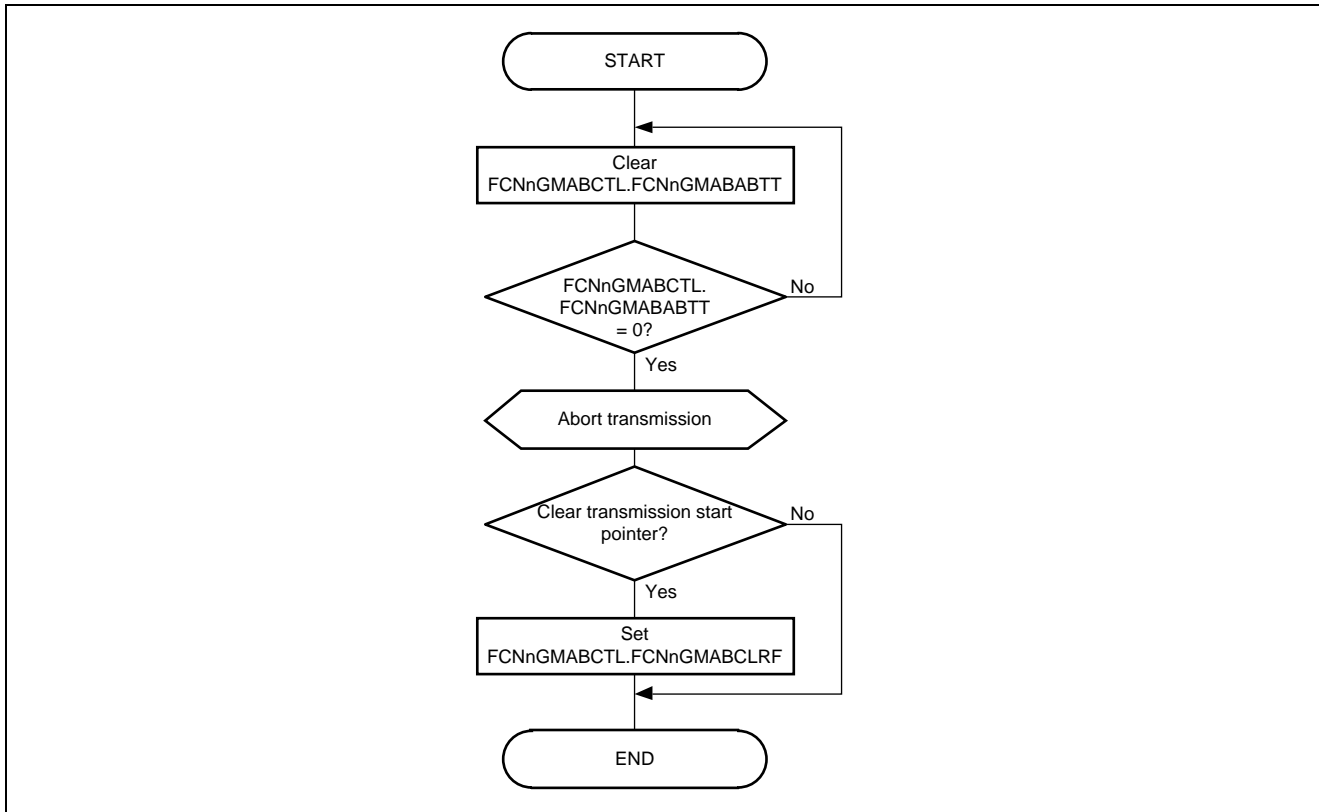 START
Clear
FCNnGMABCTL.FCNnGMABABTT
FCNnGMABCTL.
FCNnGMABABTT
= 0?
No
Yes
Abort transmission
Clear transmission start
pointer?
No
Yes
Set
FCNnGMABCTL.FCNnGMABCLRF
END